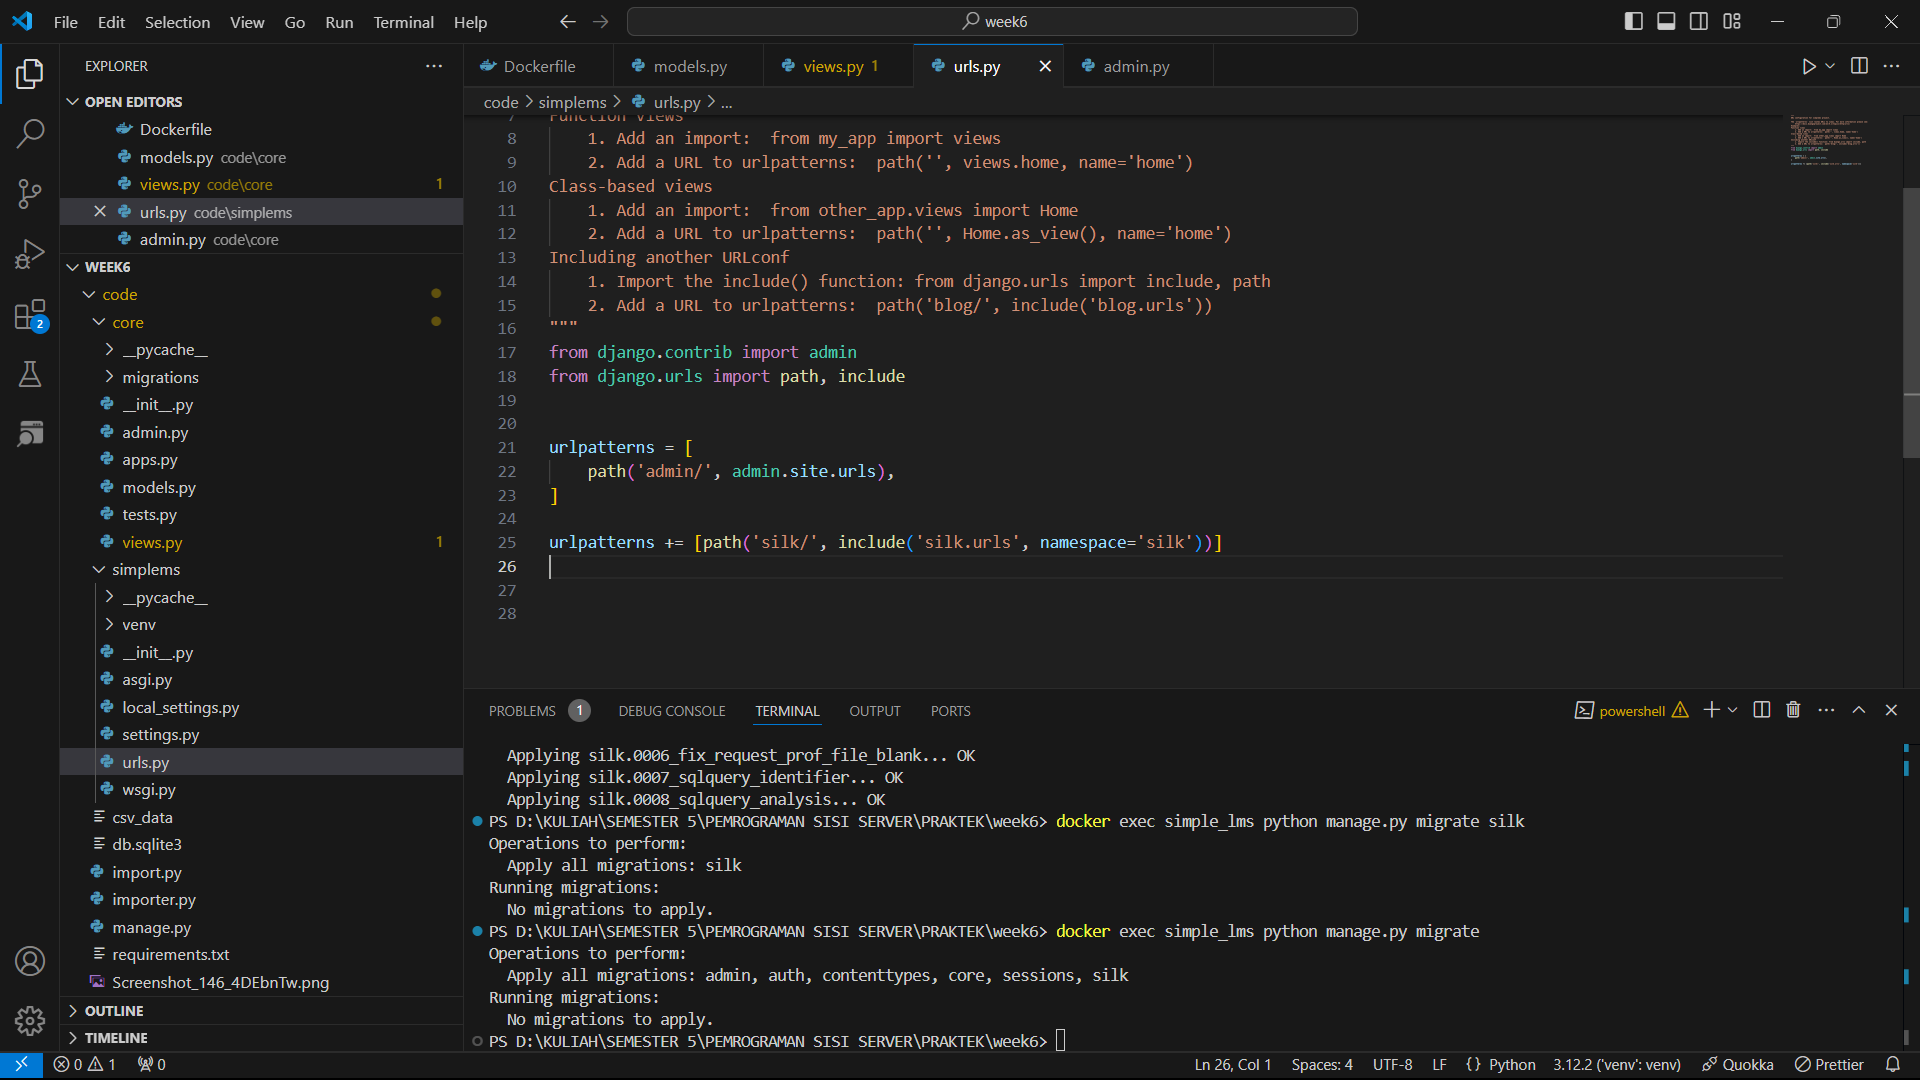 File Edit Selection View Go Run Terminal Help
week6
EXPLORER
OPEN EDITORS
Dockerfile
models.py code\core
views.py code\core 1
urls.py code\simplems
admin.py code\core
WEEK6
code
core
__pycache__
migrations
__init__.py
admin.py
apps.py
models.py
tests.py
views.py 1
simplems
__pycache__
venv
__init__.py
asgi.py
local_settings.py
settings.py
urls.py
wsgi.py
csv_data
db.sqlite3
import.py
importer.py
manage.py
requirements.txt
Screenshot_146_4DEbnTw.png
OUTLINE
TIMELINE
2
Dockerfile models.py views.py 1 urls.py admin.py
code > simplems > urls.py > ...
7 Function views
8 1. Add an import:  from my_app import views
9 2. Add a URL to urlpatterns:  path('', views.home, name='home')
10 Class-based views
11 1. Add an import:  from other_app.views import Home
12 2. Add a URL to urlpatterns:  path('', Home.as_view(), name='home')
13 Including another URLconf
14 1. Import the include() function: from django.urls import include, path
15 2. Add a URL to urlpatterns:  path('blog/', include('blog.urls'))
16 """
17 from django.contrib import admin
18 from django.urls import path, include
19
20
21 urlpatterns = [
22 path('admin/', admin.site.urls),
23 ]
24
25 urlpatterns += [path('silk/', include('silk.urls', namespace='silk'))]
26
27
28
PROBLEMS 1 DEBUG CONSOLE TERMINAL OUTPUT PORTS
powershell
Applying silk.0006_fix_request_prof_file_blank... OK
Applying silk.0007_sqlquery_identifier... OK
Applying silk.0008_sqlquery_analysis... OK
PS D:\KULIAH\SEMESTER 5\PEMROGRAMAN SISI SERVER\PRAKTEK\week6> docker exec simple_lms python manage.py migrate silk
Operations to perform:
Apply all migrations: silk
Running migrations:
No migrations to apply.
PS D:\KULIAH\SEMESTER 5\PEMROGRAMAN SISI SERVER\PRAKTEK\week6> docker exec simple_lms python manage.py migrate
Operations to perform:
Apply all migrations: admin, auth, contenttypes, core, sessions, silk
Running migrations:
No migrations to apply.
PS D:\KULIAH\SEMESTER 5\PEMROGRAMAN SISI SERVER\PRAKTEK\week6>
0 1 0 Ln 26, Col 1 Spaces: 4 UTF-8 LF {} Python 3.12.2 ('venv': venv) Quokka Prettier